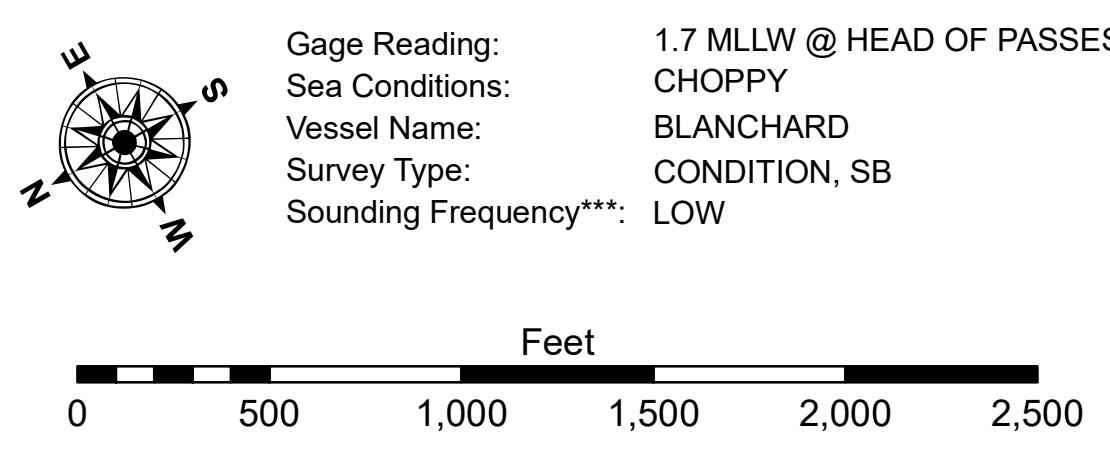 E
S
N
W
Gage Reading: 1.7 MLLW @ HEAD OF PASSES
Sea Conditions: CHOPPY
Vessel Name: BLANCHARD
Survey Type: CONDITION, SB
Sounding Frequency***: LOW
Feet
0 500 1,000 1,500 2,000 2,500